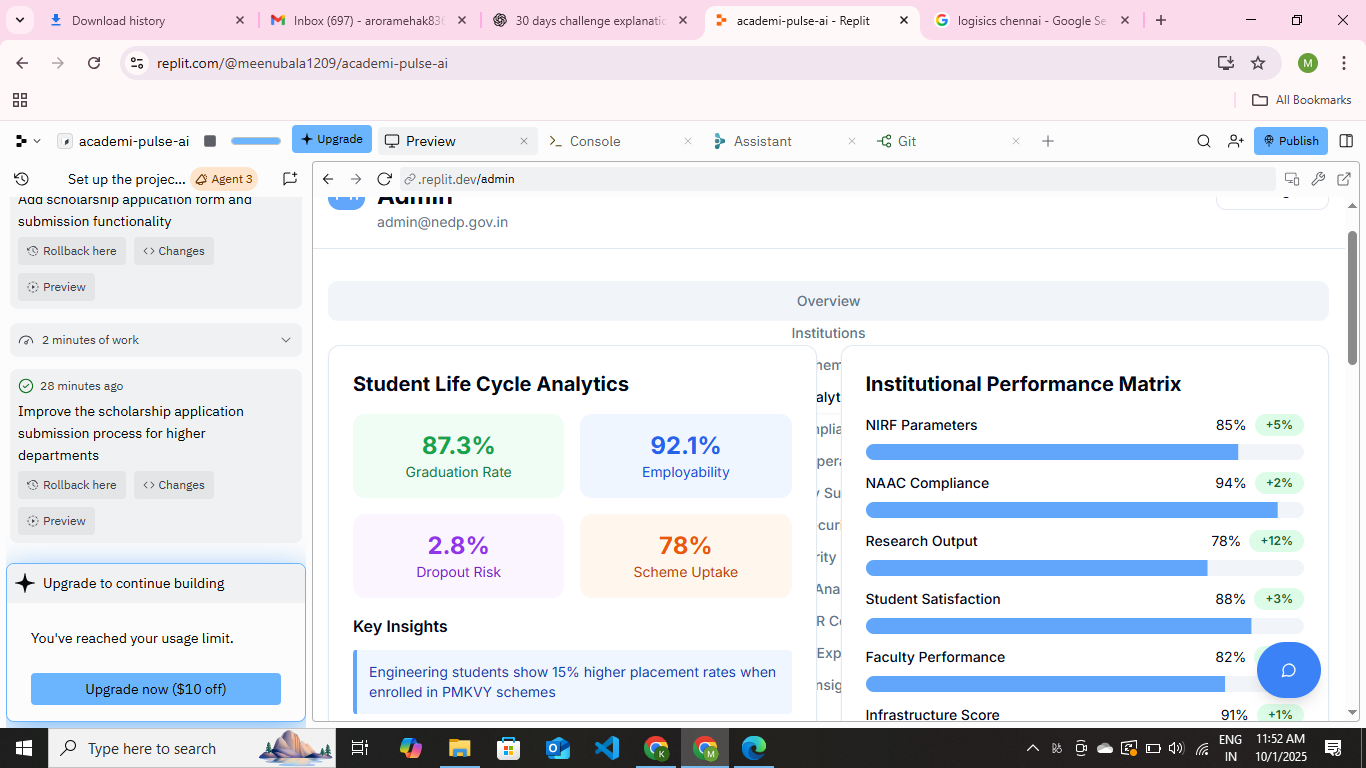 Download history
Inbox (697) - aroramehak836
30 days challenge explanatio
academi-pulse-ai - Replit
logisics chennai - Google Se
replit.com/@meenubala1209/academi-pulse-ai
M
All Bookmarks
academi-pulse-ai
Upgrade
Preview
Console
Assistant
Git
Publish
Set up the projec...
Agent 3
.replit.dev/admin
Add scholarship application form and
submission functionality
Rollback here
Changes
Preview
2 minutes of work
28 minutes ago
Improve the scholarship application
submission process for higher
departments
Rollback here
Changes
Preview
Upgrade to continue building
You've reached your usage limit.
Upgrade now ($10 off)
Admin
admin@nedp.gov.in
Overview
Institutions
Student Life Cycle Analytics
87.3%
Graduation Rate
92.1%
Employability
2.8%
Dropout Risk
78%
Scheme Uptake
Key Insights
Engineering students show 15% higher placement rates when
enrolled in PMKVY schemes
Institutional Performance Matrix
NIRF Parameters 85% +5%
NAAC Compliance 94% +2%
Research Output 78% +12%
Student Satisfaction 88% +3%
Faculty Performance 82%
Infrastructure Score 91% +1%
Type here to search
K
M
ENG
IN
11:52 AM
10/1/2025